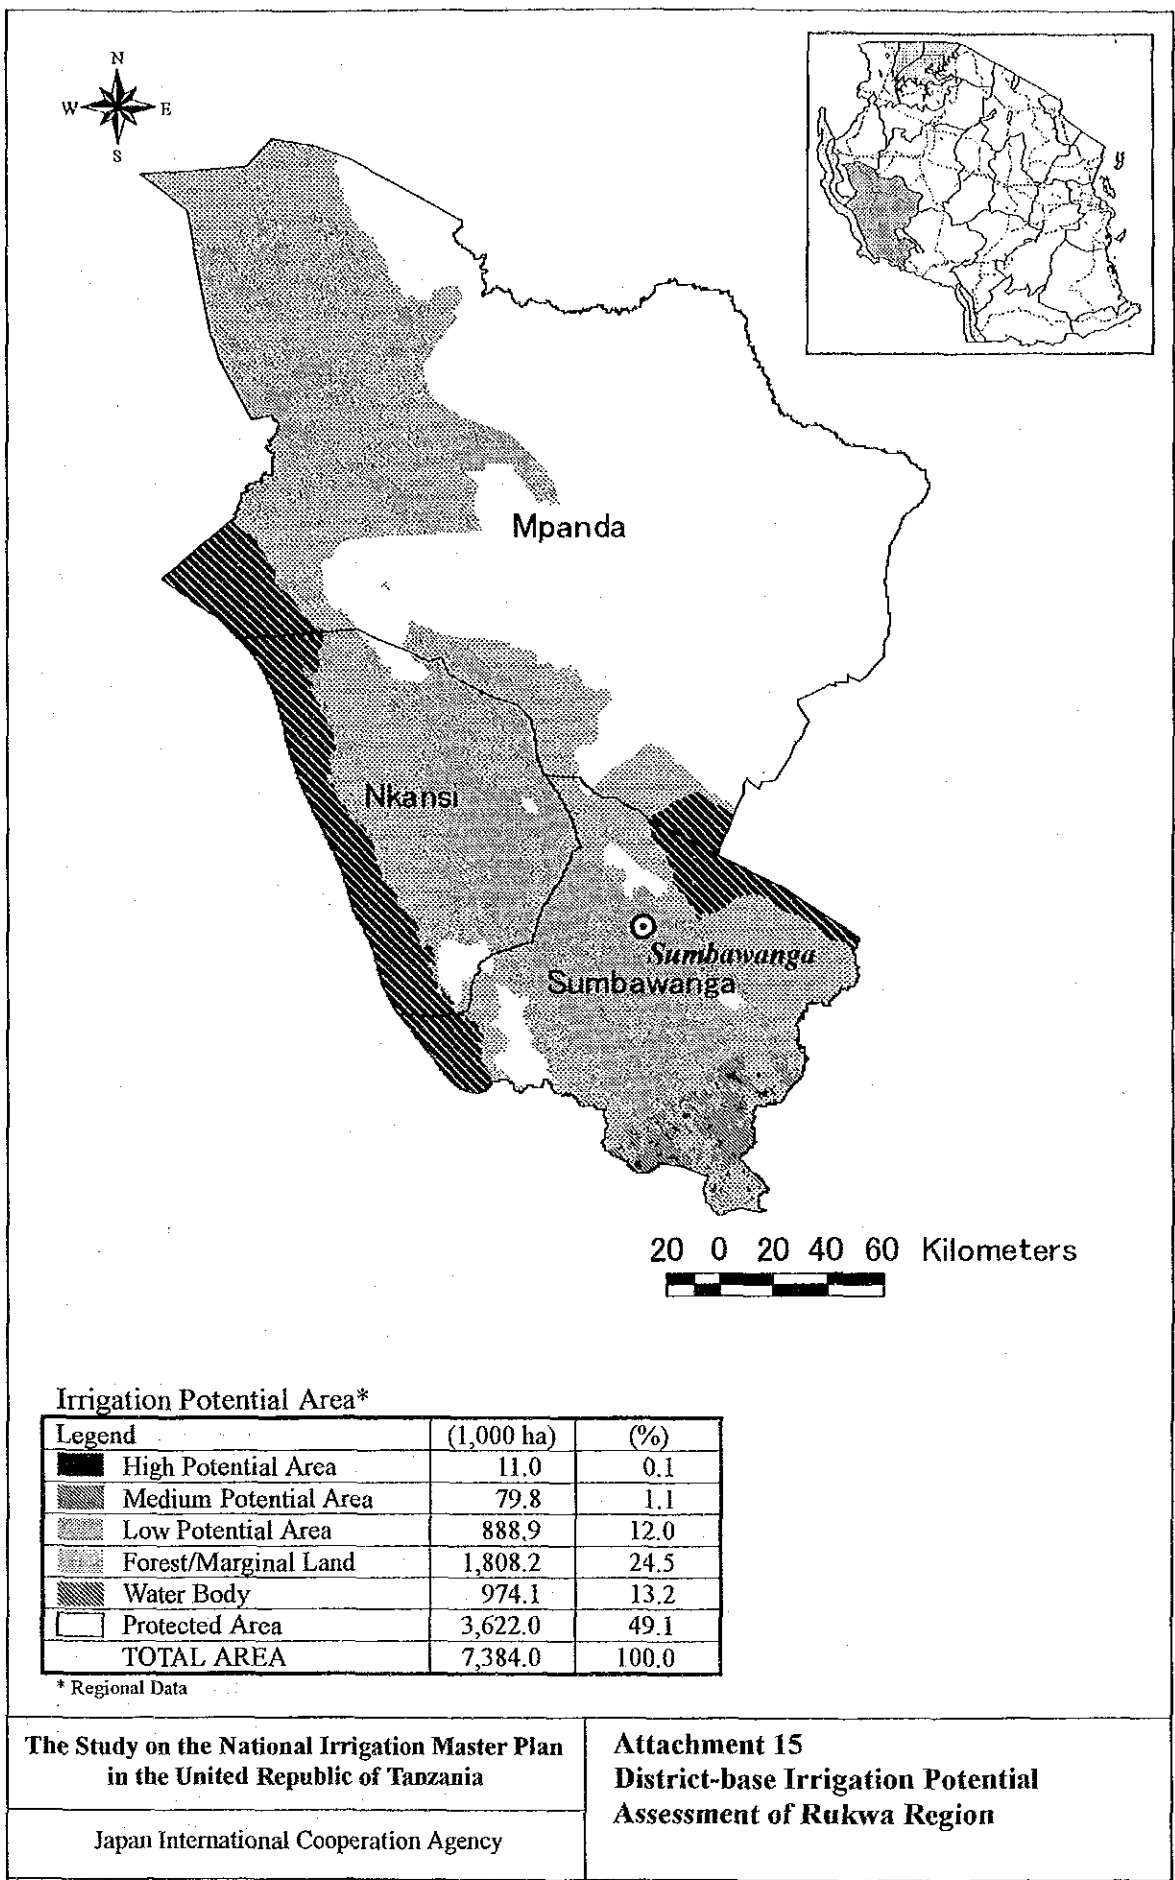 N
W E
S
Mpanda
Nkansi
Sumbawanga
Sumbawanga
20 0 20 40 60 Kilometers
Irrigation Potential Area*
Legend (1,000 ha) (%)
High Potential Area 11.0 0.1
Medium Potential Area 79.8 1.1
Low Potential Area 888.9 12.0
Forest/Marginal Land 1,808.2 24.5
Water Body 974.1 13.2
Protected Area 3,622.0 49.1
TOTAL AREA 7,384.0 100.0
* Regional Data
The Study on the National Irrigation Master Plan
in the United Republic of Tanzania
Japan International Cooperation Agency
Attachment 15
District-base Irrigation Potential
Assessment of Rukwa Region